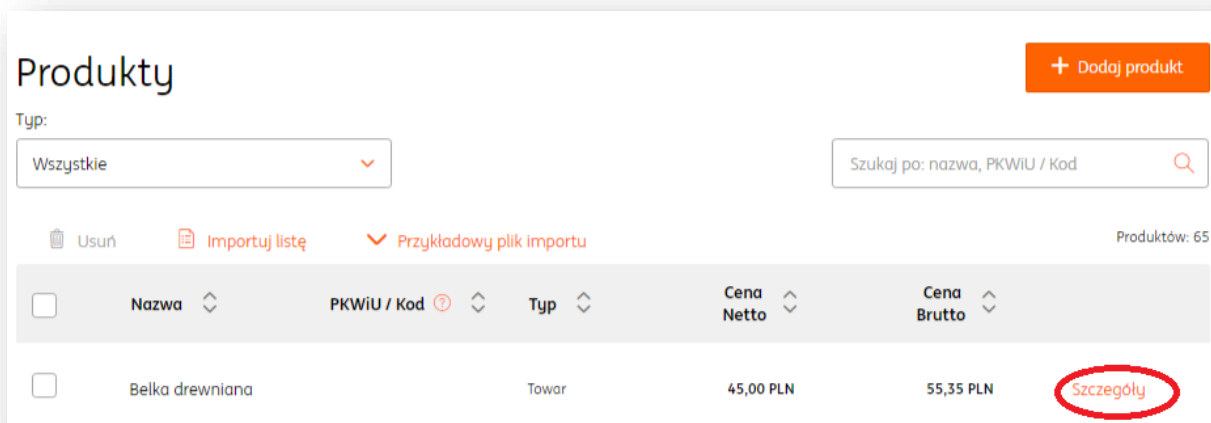 Produkty
+ Dodaj produkt
Typ:
Wszystkie
Szukaj po: nazwa, PKWiU / Kod
Usuń Importuj listę Przykładowy plik importu Produktów: 65
Nazwa PKWiU / Kod ? Typ Cena Netto Cena Brutto
Belka drewniana Towar 45,00 PLN 55,35 PLN Szczegóły